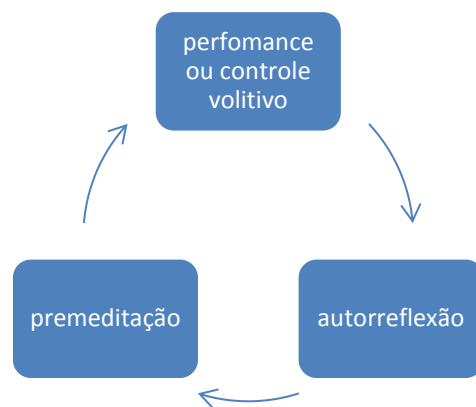 perfomance
ou controle
volitivo
premeditação
autorreflexão